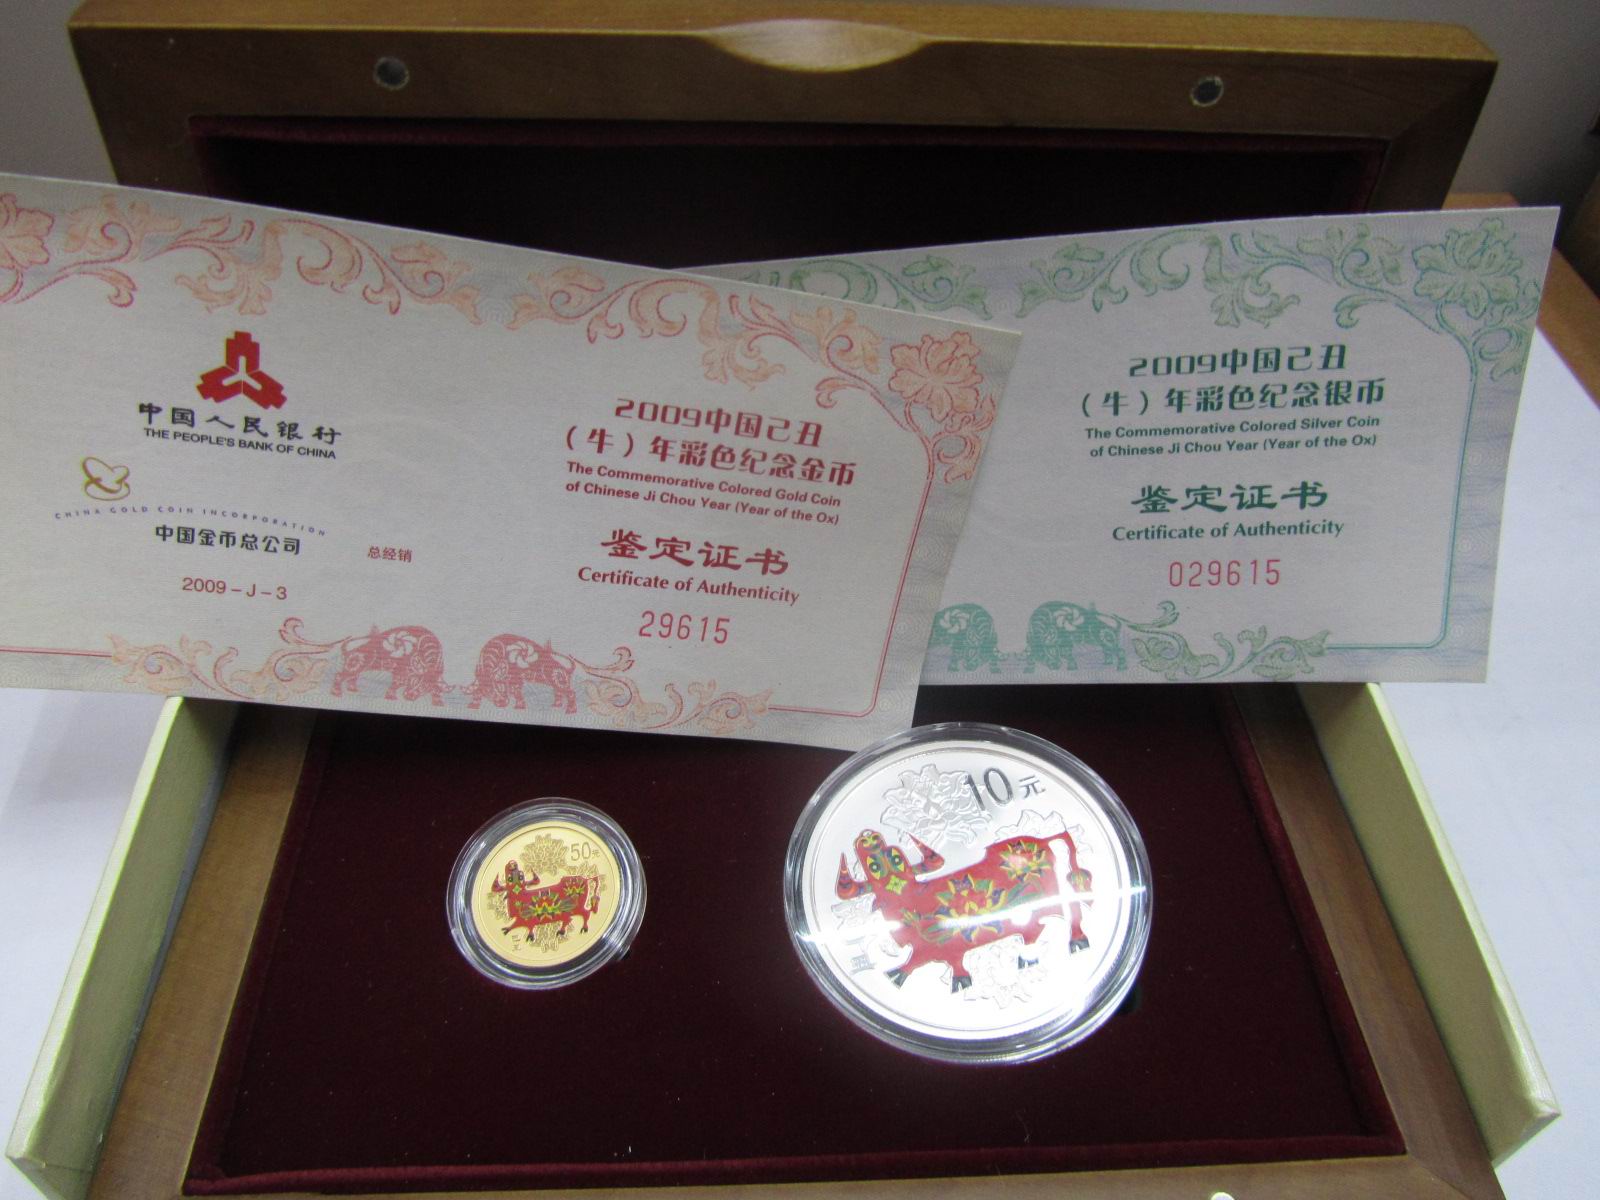 中国人民银行
THE PEOPLE'S BANK OF CHINA
CHINA GOLD COIN INCORPORATION
中国金币总公司
总经销
2009-J-3
2009中国己丑
（牛）年彩色纪念金币
The Commemorative Colored Gold Coin
of Chinese Ji Chou Year (Year of the Ox)
鉴定证书
Certificate of Authenticity
29615
2009中国己丑
（牛）年彩色纪念银币
The Commemorative Colored Silver Coin
of Chinese Ji Chou Year (Year of the Ox)
鉴定证书
Certificate of Authenticity
029615
50元
10元